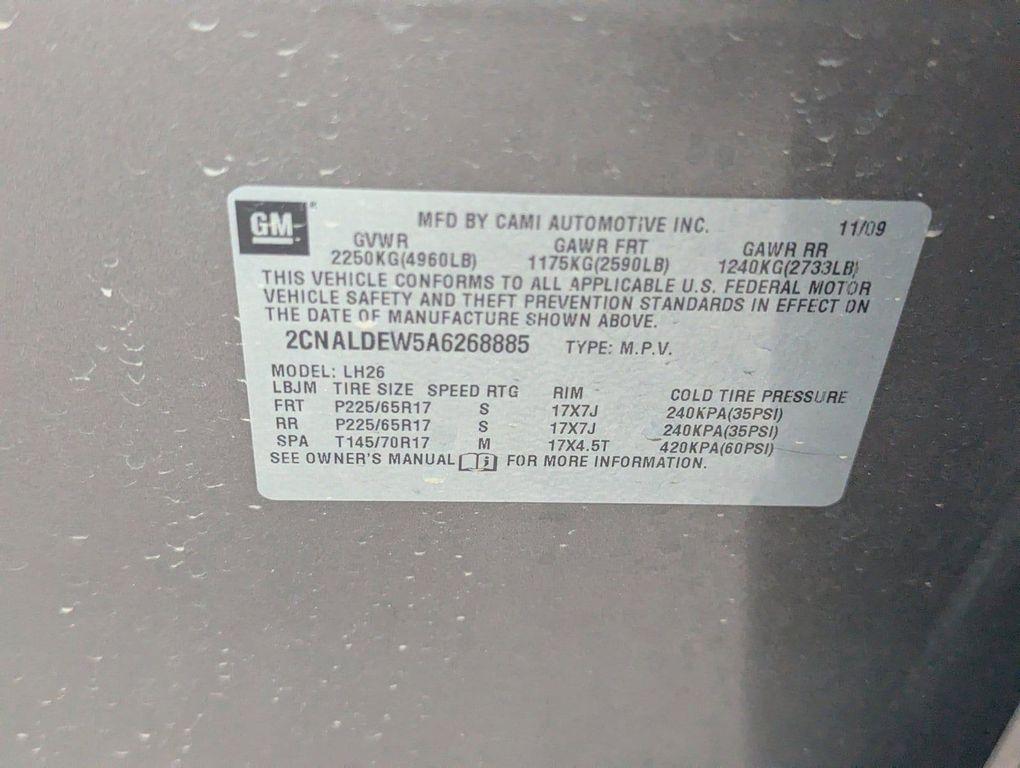 GM® MFD BY CAMI AUTOMOTIVE INC. 11/09
GVWR GAWR FRT GAWR RR
2250KG(4960LB) 1175KG(2590LB) 1240KG(2733LB)
THIS VEHICLE CONFORMS TO ALL APPLICABLE U.S. FEDERAL MOTOR
VEHICLE SAFETY AND THEFT PREVENTION STANDARDS IN EFFECT ON
THE DATE OF MANUFACTURE SHOWN ABOVE.
2CNALDEW5A6268885 TYPE: M.P.V.
MODEL: LH26
LBJM TIRE SIZE SPEED RTG RIM COLD TIRE PRESSURE
FRT P225/65R17 S 17X7J 240KPA(35PSI)
RR P225/65R17 S 17X7J 240KPA(35PSI)
SPA T145/70R17 M 17X4.5T 420KPA(60PSI)
SEE OWNER'S MANUAL FOR MORE INFORMATION.